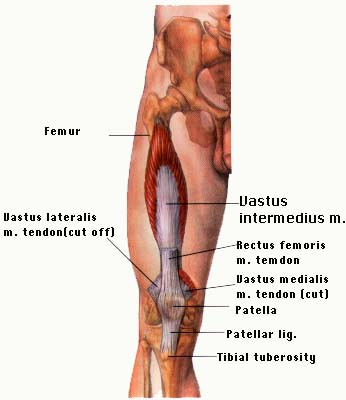 Femur
Vastus
intermedius m.
Vastus lateralis
m. tendon(cut off)
Rectus femoris
m. temdon
Vastus medialis
m. tendon (cut)
Patella
Patellar lig.
Tibial tuberosity